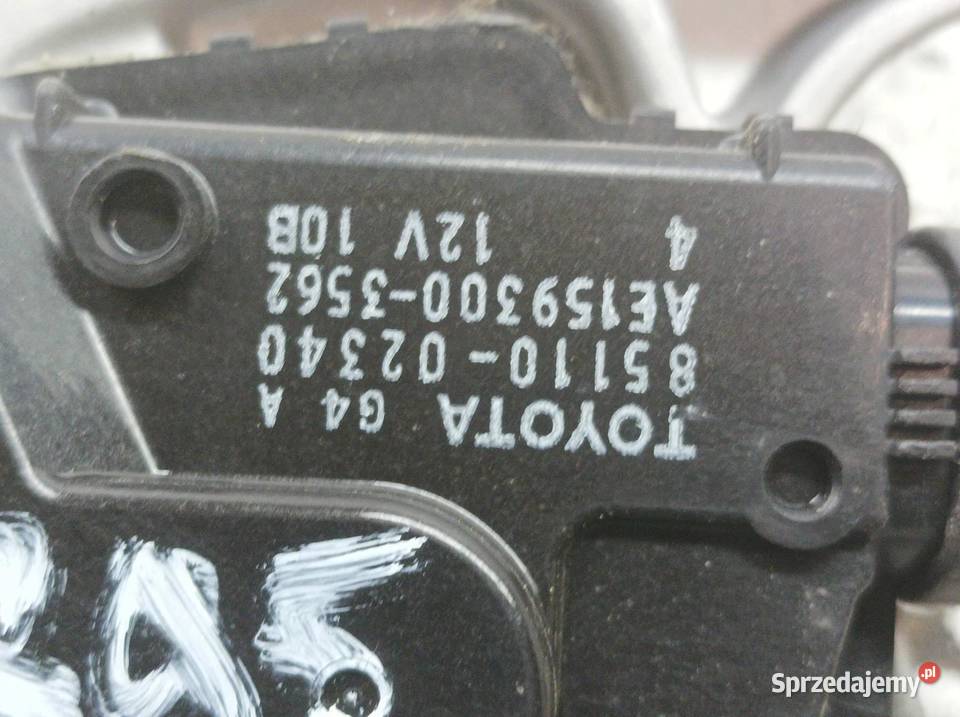 TOYOTA G4 A
85110-02340
AE159300-3562
4 12V 10B
Sprzedajemy.pl